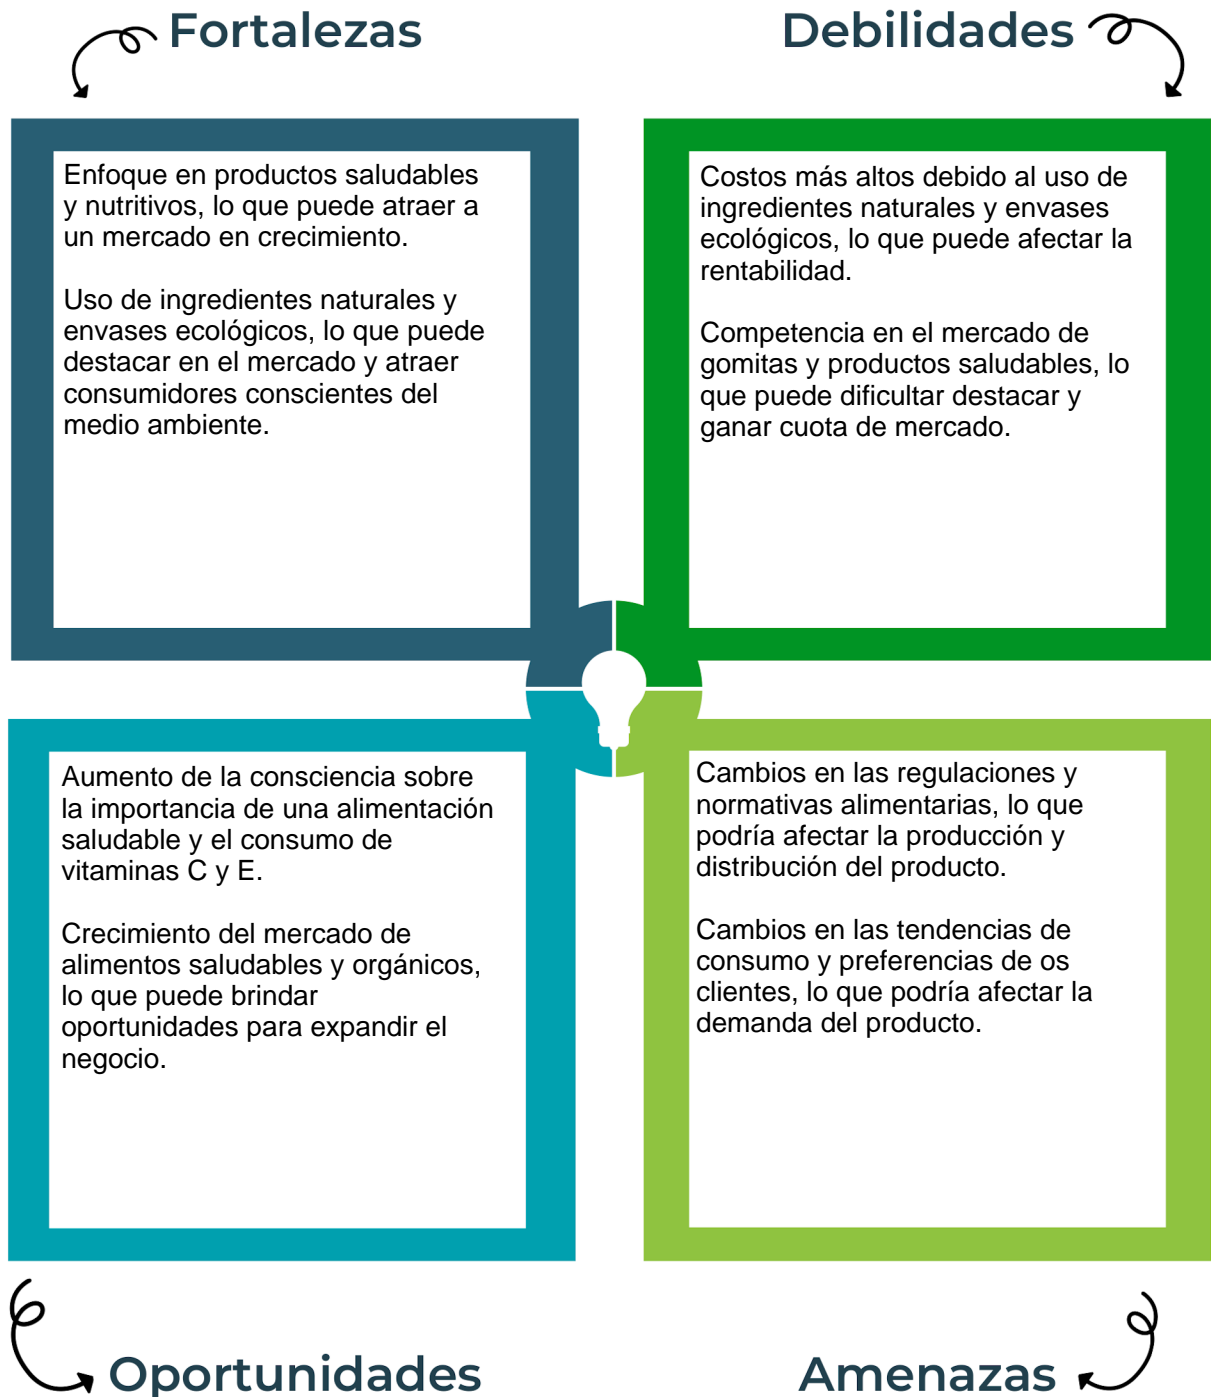 Fortalezas
Enfoque en productos saludables
y nutritivos, lo que puede atraer a
un mercado en crecimiento.
Uso de ingredientes naturales y
envases ecológicos, lo que puede
destacar en el mercado y atraer
consumidores conscientes del
medio ambiente.
Debilidades
Costos más altos debido al uso de
ingredientes naturales y envases
ecológicos, lo que puede afectar la
rentabilidad.
Competencia en el mercado de
gomitas y productos saludables, lo
que puede dificultar destacar y
ganar cuota de mercado.
Aumento de la consciencia sobre
la importancia de una alimentación
saludable y el consumo de
vitaminas C y E.
Crecimiento del mercado de
alimentos saludables y orgánicos,
lo que puede brindar
oportunidades para expandir el
negocio.
Oportunidades
Cambios en las regulaciones y
normativas alimentarias, lo que
podría afectar la producción y
distribución del producto.
Cambios en las tendencias de
consumo y preferencias de os
clientes, lo que podría afectar la
demanda del producto.
Amenazas